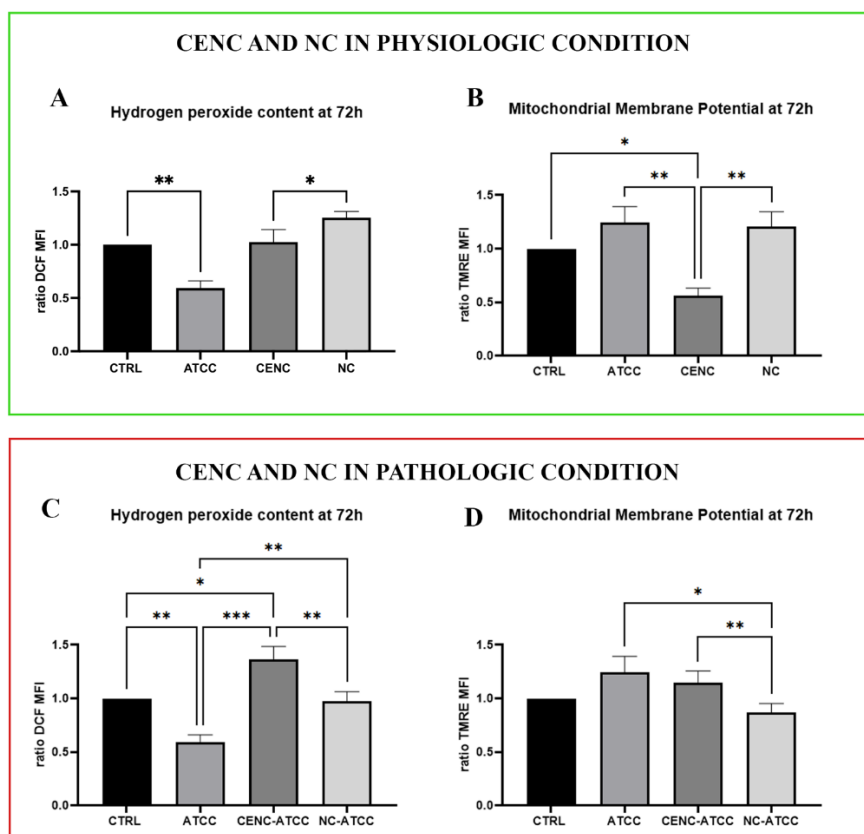 CENC AND NC IN PHYSIOLOGIC CONDITION
A
Hydrogen peroxide content at 72h
**
*
1.5
1.0
0.5
0.0
ratio DCF MFI
CTRL ATCC CENC NC
B
Mitochondrial Membrane Potential at 72h
*
** **
1.5
1.0
0.5
0.0
ratio TMRE MFI
CTRL ATCC CENC NC
CENC AND NC IN PATHOLOGIC CONDITION
C
Hydrogen peroxide content at 72h
**
*
** *** **
1.5
1.0
0.5
0.0
ratio DCF MFI
CTRL ATCC CENC-ATCC NC-ATCC
D
Mitochondrial Membrane Potential at 72h
*
**
1.5
1.0
0.5
0.0
ratio TMRE MFI
CTRL ATCC CENC-ATCC NC-ATCC